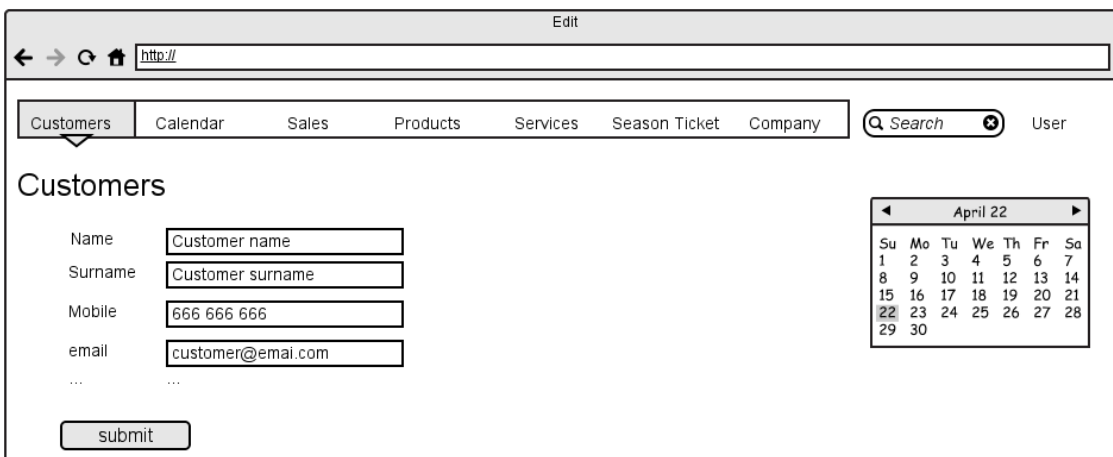 Edit
http://
Customers Calendar Sales Products Services Season Ticket Company Search User
Customers
Name Customer name
Surname Customer surname
Mobile 666 666 666
email customer@emai.com
... ...
submit
April 22
Su Mo Tu We Th Fr Sa
1 2 3 4 5 6 7
8 9 10 11 12 13 14
15 16 17 18 19 20 21
22 23 24 25 26 27 28
29 30